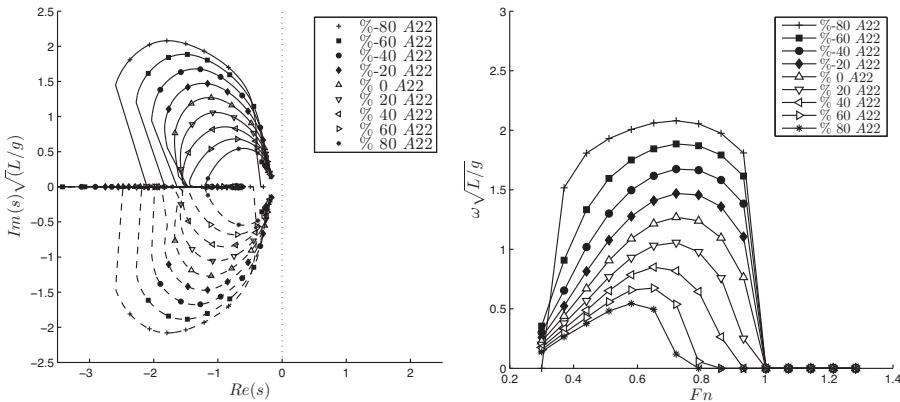 2.5
2
1.5
1
0.5
0
-0.5
-1
-1.5
-2
-2.5
-3 -2 -1 0 1 2
Im(s)√(L/g)
Re(s)
%-80 A22
%-60 A22
%-40 A22
%-20 A22
% 0 A22
% 20 A22
% 40 A22
% 60 A22
% 80 A22
3
2.5
2
1.5
1
0.5
0
0.2 0.4 0.6 0.8 1 1.2 1.4
ω√L/g
Fn
%-80 A22
%-60 A22
%-40 A22
%-20 A22
% 0 A22
% 20 A22
% 40 A22
% 60 A22
% 80 A22